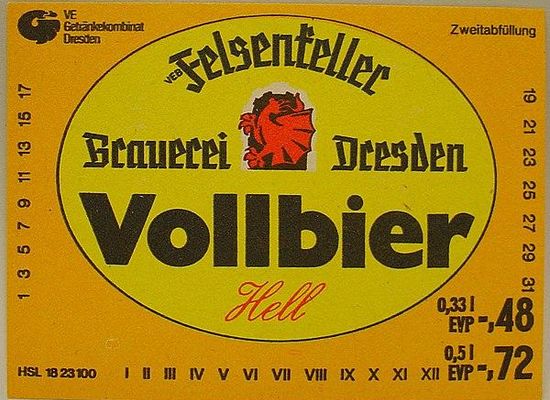 VE
Getränkekombinat
Dresden
Zweitabfüllung
VEB Felsenkeller
Brauerei Dresden
Vollbier
Hell
1 3 5 7 9 11 13 15 17
19 21 23 25 27 29 31
0,33 l
EVP -,48
0,5 l
EVP -,72
HSL 18 23 100 I II III IV V VI VII VIII IX X XI XII